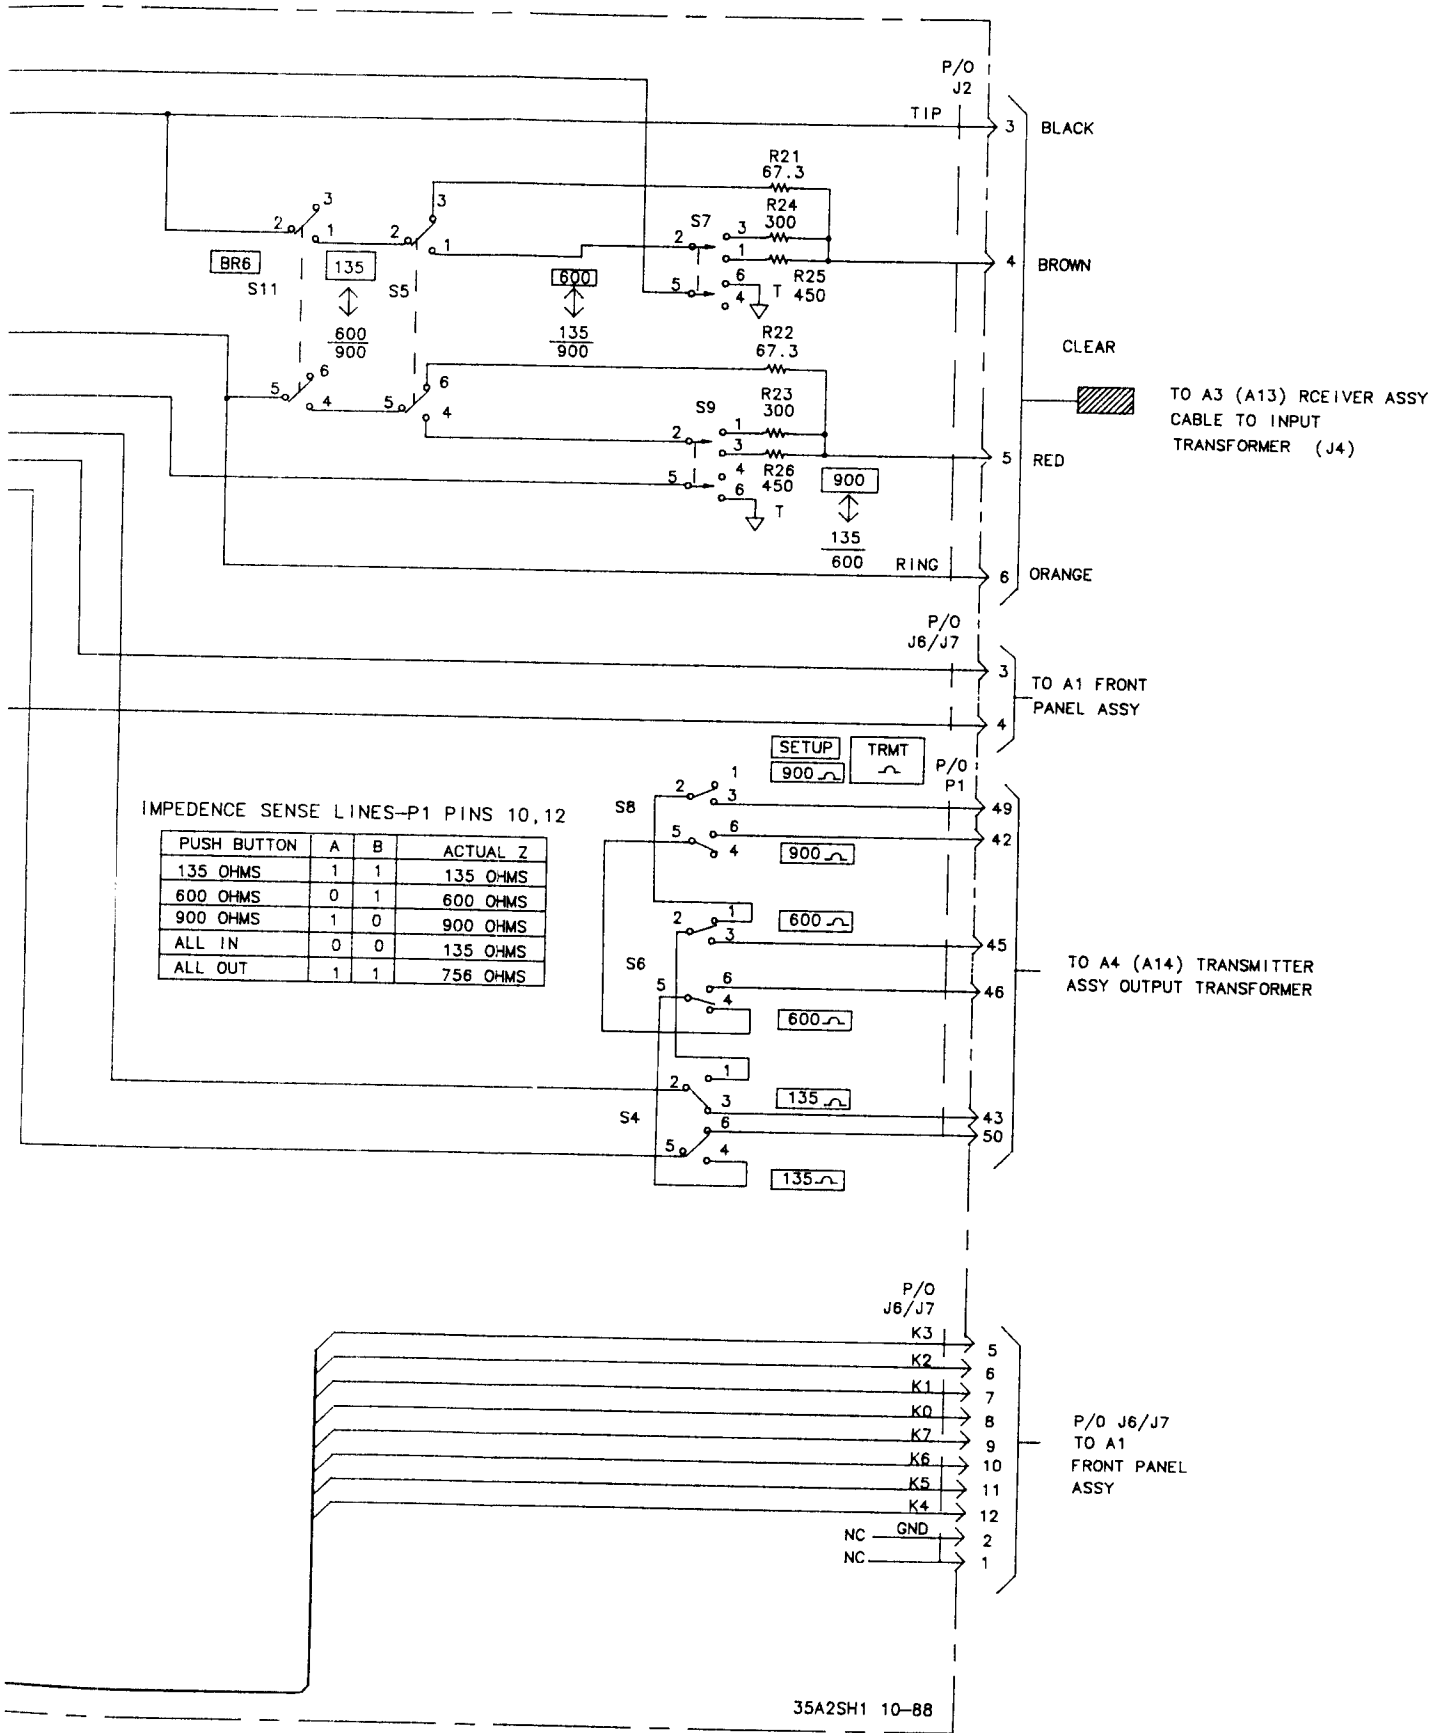 P/O
J2
TIP
3 BLACK
R21
67.3
3
3
R24
300
2
1
2
1
S7
2
3
1
BR6
135
S11
S5
600
5
6
4
T
R25
450
4 BROWN
600
900
135
900
R22
67.3
CLEAR
5
6
4
5
6
4
S9
R23
300
TO A3 (A13) RCEIVER ASSY
CABLE TO INPUT
TRANSFORMER (J4)
2
1
3
5
4
6
R26
450
900
5 RED
T
135
600
RING
6 ORANGE
P/O
J6/J7
3
TO A1 FRONT
PANEL ASSY
4
SETUP
TRMT
900
P/O
P1
S8
2
1
3
49
5
6
4
42
900
IMPEDENCE SENSE LINES-P1 PINS 10,12
PUSH BUTTON A B ACTUAL Z
135 OHMS 1 1 135 OHMS
600 OHMS 0 1 600 OHMS
900 OHMS 1 0 900 OHMS
ALL IN 0 0 135 OHMS
ALL OUT 1 1 756 OHMS
2
1
3
600
45
S6
5
6
4
46
600
TO A4 (A14) TRANSMITTER
ASSY OUTPUT TRANSFORMER
2
1
3
135
43
S4
5
6
4
50
135
P/O
J6/J7
K3 5
K2 6
K1 7
K0 8
K7 9
K6 10
K5 11
K4 12
NC GND 2
NC 1
P/O J6/J7
TO A1
FRONT PANEL
ASSY
35A2SH1 10-88